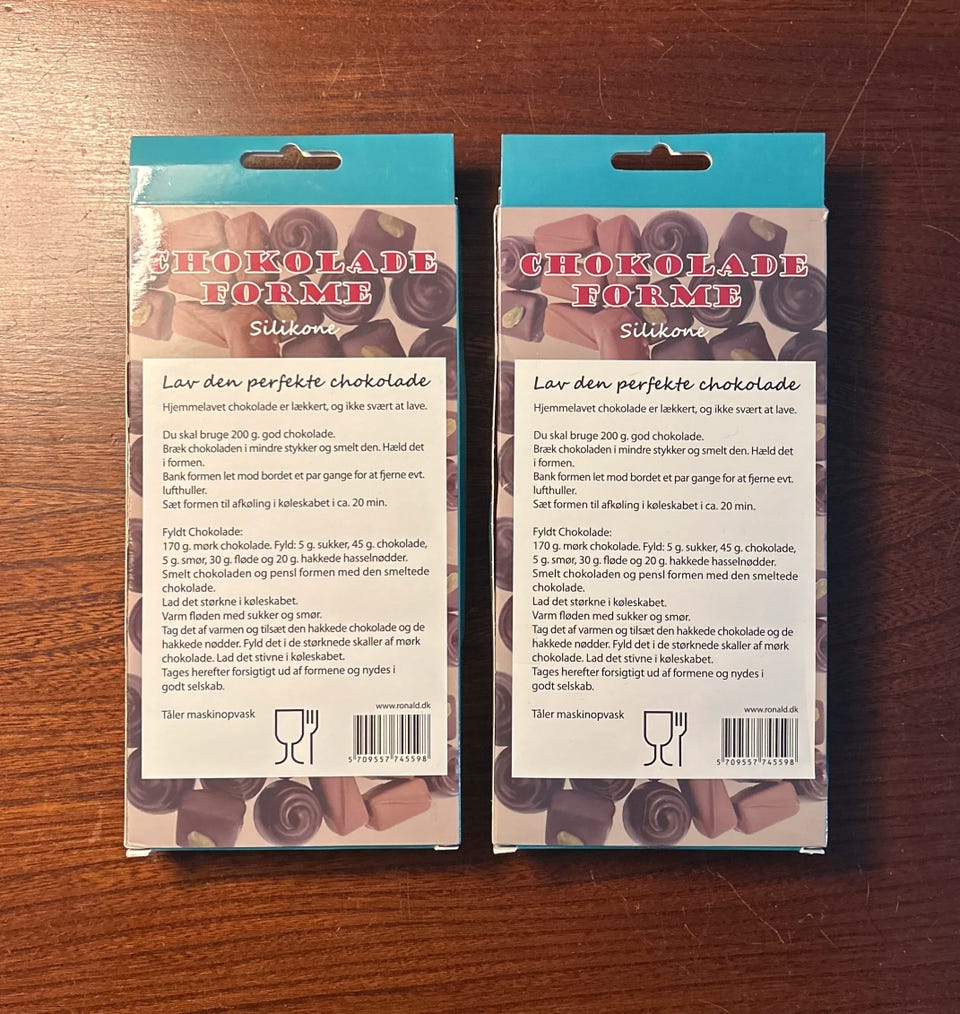 CHOKOLADE
FORME
Silikone
Lav den perfekte chokolade
Hjemmelavet chokolade er lækkert, og ikke svært at lave.
Du skal bruge 200 g. god chokolade.
Bræk chokoladen i mindre stykker og smelt den. Hæld det
i formen.
Bank formen let mod bordet et par gange for at fjerne evt.
lufthuller.
Sæt formen til afkøling i køleskabet i ca. 20 min.
Fyldt Chokolade:
170 g. mørk chokolade. Fyld: 5 g. sukker, 45 g. chokolade,
5 g. smør, 30 g. fløde og 20 g. hakkede hasselnødder.
Smelt chokoladen og pensl formen med den smeltede
chokolade.
Lad det størkne i køleskabet.
Varm fløden med sukker og smør.
Tag det af varmen og tilsæt den hakkede chokolade og de
hakkede nødder. Fyld det i de størknede skaller af mørk
chokolade. Lad det stivne i køleskabet.
Tages herefter forsigtigt ud af formene og nydes i
godt selskab.
Tåler maskinopvask
www.ronald.dk
5 709557 745598
CHOKOLADE
FORME
Silikone
Lav den perfekte chokolade
Hjemmelavet chokolade er lækkert, og ikke svært at lave.
Du skal bruge 200 g. god chokolade.
Bræk chokoladen i mindre stykker og smelt den. Hæld det
i formen.
Bank formen let mod bordet et par gange for at fjerne evt.
lufthuller.
Sæt formen til afkøling i køleskabet i ca. 20 min.
Fyldt Chokolade:
170 g. mørk chokolade. Fyld: 5 g. sukker, 45 g. chokolade,
5 g. smør, 30 g. fløde og 20 g. hakkede hasselnødder.
Smelt chokoladen og pensl formen med den smeltede
chokolade.
Lad det størkne i køleskabet.
Varm fløden med sukker og smør.
Tag det af varmen og tilsæt den hakkede chokolade og de
hakkede nødder. Fyld det i de størknede skaller af mørk
chokolade. Lad det stivne i køleskabet.
Tages herefter forsigtigt ud af formene og nydes i
godt selskab.
Tåler maskinopvask
www.ronald.dk
5 709557 745598